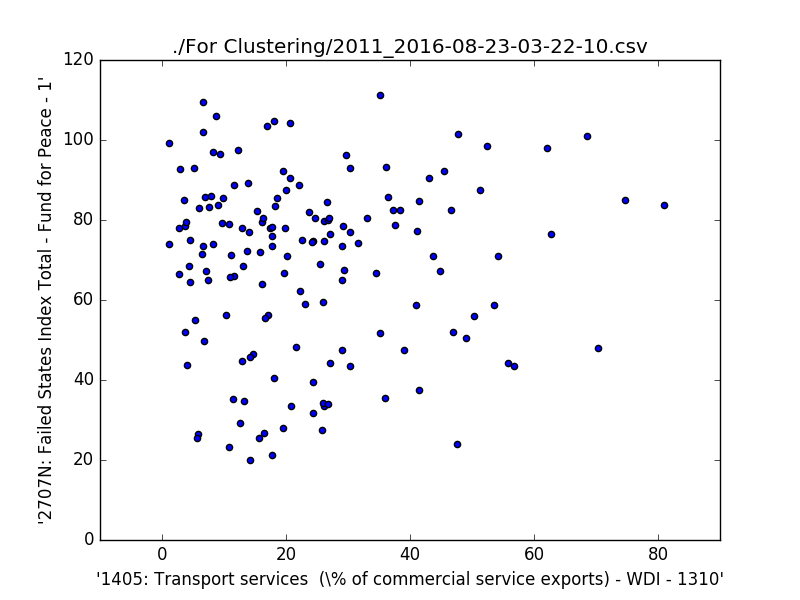 ./For Clustering/2011_2016-08-23-03-22-10.csv
'2707N: Failed States Index Total - Fund for Peace - 1'
120
100
80
60
40
20
0
0 20 40 60 80
'1405: Transport services  (\% of commercial service exports) - WDI - 1310'